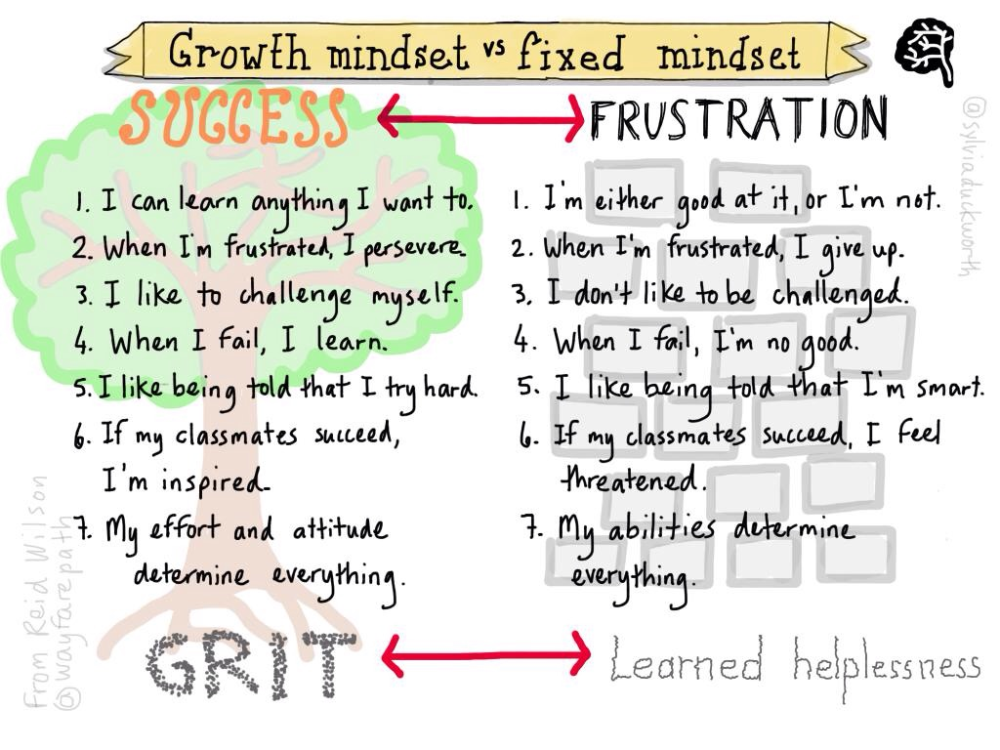 Growth mindset vs fixed mindset
SUCCESS
FRUSTRATION
1. I can learn anything I want to.
2. When I'm frustrated, I persevere.
3. I like to challenge myself.
4. When I fail, I learn.
5. I like being told that I try hard.
6. If my classmates succeed,
I'm inspired.
7. My effort and attitude
determine everything.
1. I'm either good at it, or I'm not.
2. When I'm frustrated, I give up.
3. I don't like to be challenged.
4. When I fail, I'm no good.
5. I like being told that I'm smart.
6. If my classmates succeed, I feel
threatened.
7. My abilities determine
everything.
GRIT
Learned helplessness
From Reid Wilson
@wayfarepath
@sylviaduckworth